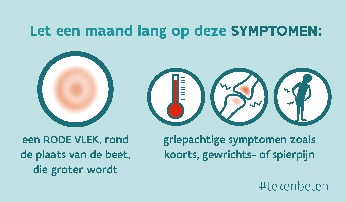 Let een maand lang op deze SYMPTOMEN:
een RODE VLEK, rond
de plaats van de beet,
die groter wordt
griepachtige symptomen zoals
koorts, gewrichts- of spierpijn
#tekenbeten